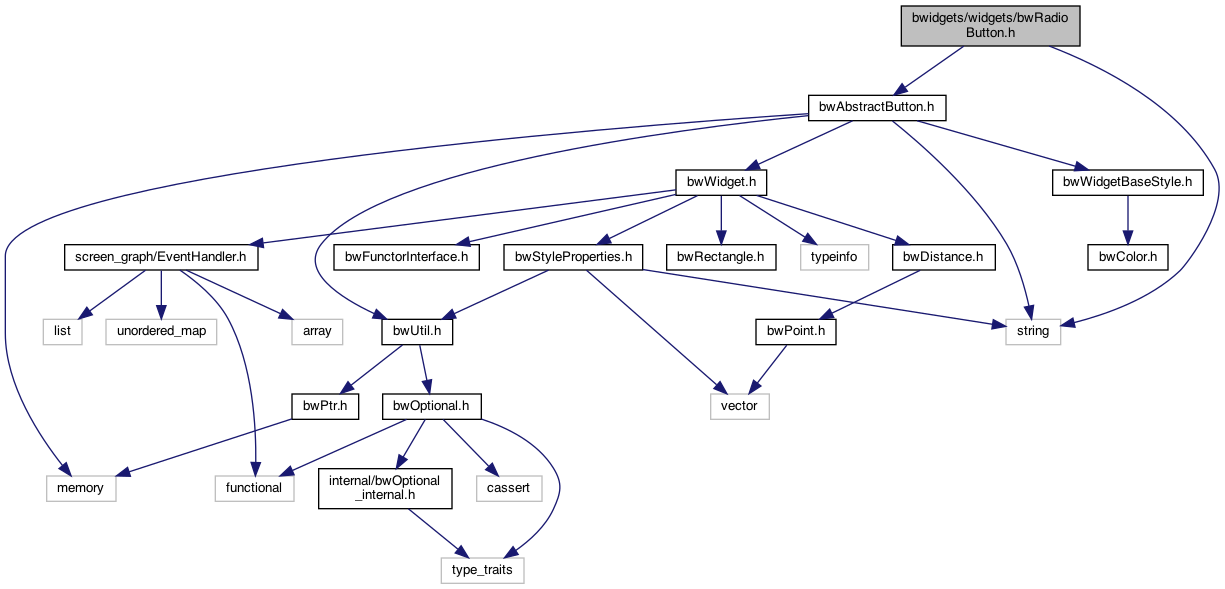 bwidgets/widgets/bwRadio
Button.h
bwAbstractButton.h
bwWidget.h
bwWidgetBaseStyle.h
screen_graph/EventHandler.h
bwFunctorInterface.h
bwStyleProperties.h
bwRectangle.h
typeinfo
bwDistance.h
bwColor.h
list
unordered_map
array
bwUtil.h
bwPoint.h
string
bwPtr.h
bwOptional.h
vector
memory
functional
internal/bwOptional
_internal.h
cassert
type_traits